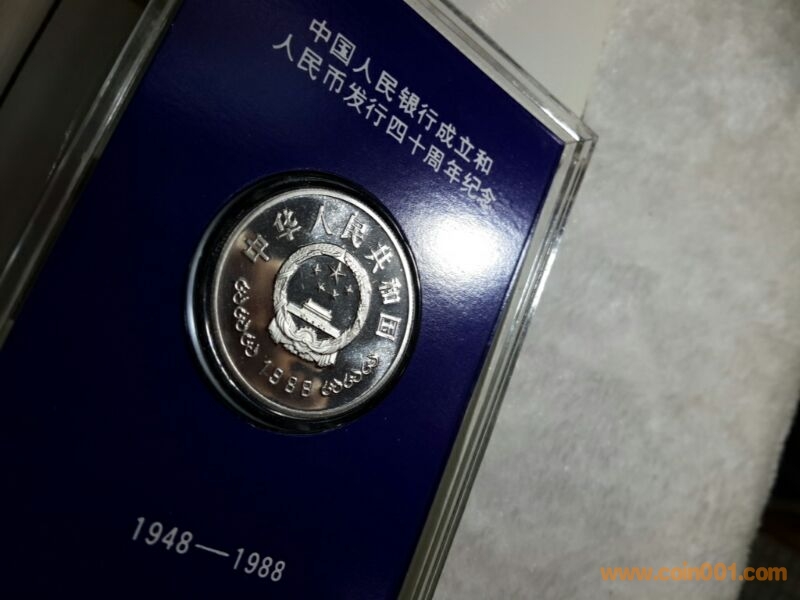 中国人民银行成立和
人民币发行四十周年纪念
中华人民共和国
1988
1948—1988
www.coin001.com